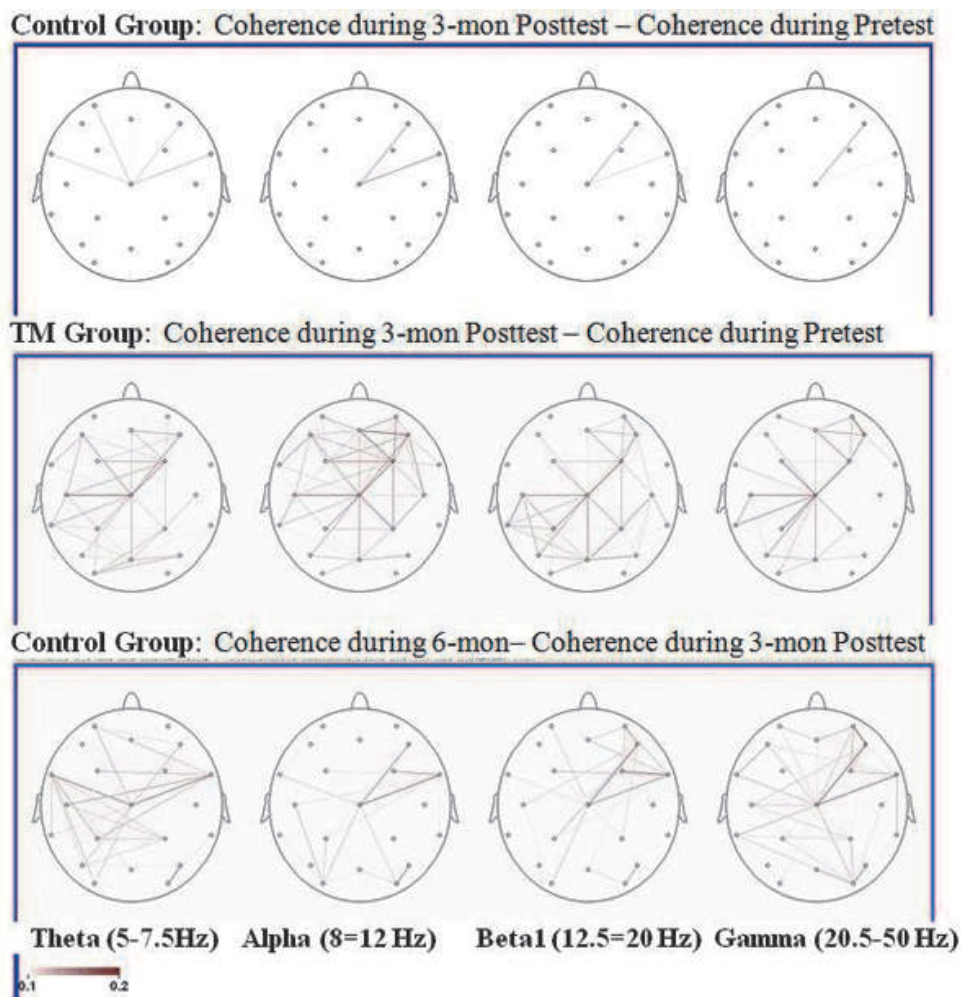 Control Group: Coherence during 3-mon Posttest – Coherence during Pretest
TM Group: Coherence during 3-mon Posttest – Coherence during Pretest
Control Group: Coherence during 6-mon– Coherence during 3-mon Posttest
Theta (5-7.5Hz) Alpha (8=12 Hz) Beta1 (12.5=20 Hz) Gamma (20.5-50 Hz)
0.1 0.2